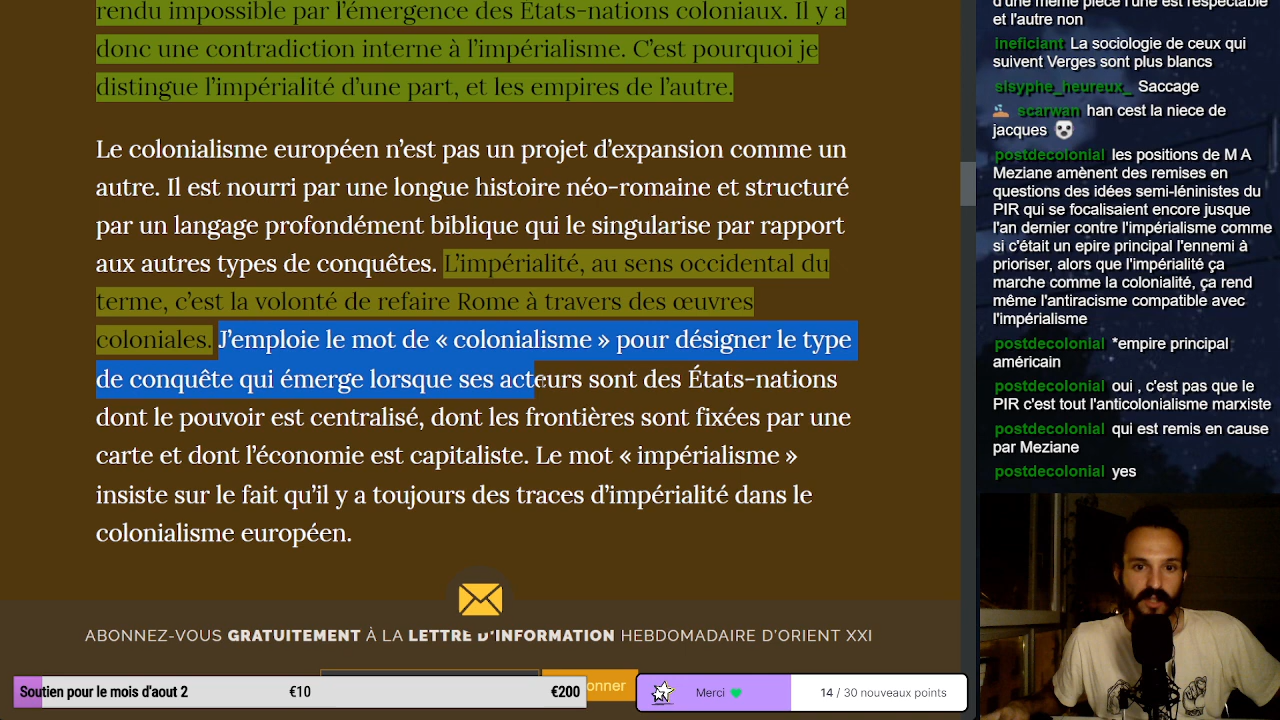 rendu impossible par l'émergence des États-nations coloniaux. Il y a
donc une contradiction interne à l'impérialisme. C'est pourquoi je
distingue l'impérialité d'une part, et les empires de l'autre.
Le colonialisme européen n'est pas un projet d'expansion comme un
autre. Il est nourri par une longue histoire néo-romaine et structuré
par un langage profondément biblique qui le singularise par rapport
aux autres types de conquêtes. L'impérialité, au sens occidental du
terme, c'est la volonté de refaire Rome à travers des œuvres
coloniales. J'emploie le mot de « colonialisme » pour désigner le type
de conquête qui émerge lorsque ses acteurs sont des États-nations
dont le pouvoir est centralisé, dont les frontières sont fixées par une
carte et dont l'économie est capitaliste. Le mot « impérialisme »
insiste sur le fait qu'il y a toujours des traces d'impérialité dans le
colonialisme européen.
ABONNEZ-VOUS GRATUITEMENT À LA LETTRE D'INFORMATION HEBDOMADAIRE D'ORIENT XXI
onner
Soutien pour le mois d'aout 2 €10 €200
Merci 14 / 30 nouveaux points
d'une même pièce l'une est respectable
et l'autre non
ineficiant La sociologie de ceux qui
suivent Verges sont plus blancs
sisyphe_heureux_ Saccage
scarwan han cest la niece de
jacques
postdecolonial les positions de M A
Meziane amènent des remises en
questions des idées semi-léninistes du
PIR qui se focalisaient encore jusque
l'an dernier contre l'impérialisme comme
si c'était un epire principal l'ennemi à
prioriser, alors que l'impérialité ça
marche comme la colonialité, ça rend
même l'antiracisme compatible avec
l'impérialisme
postdecolonial *empire principal
américain
postdecolonial oui , c'est pas que le
PIR c'est tout l'anticolonialisme marxiste
postdecolonial qui est remis en cause
par Meziane
postdecolonial yes